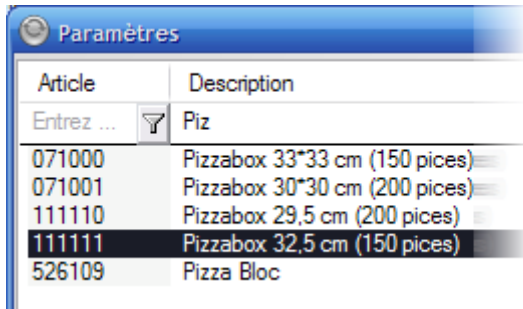 Paramètres
Article Description
Entrez ... Piz
071000 Pizzabox 33*33 cm (150 pices)
071001 Pizzabox 30*30 cm (200 pices)
111110 Pizzabox 29,5 cm (200 pices)
111111 Pizzabox 32,5 cm (150 pices)
526109 Pizza Bloc